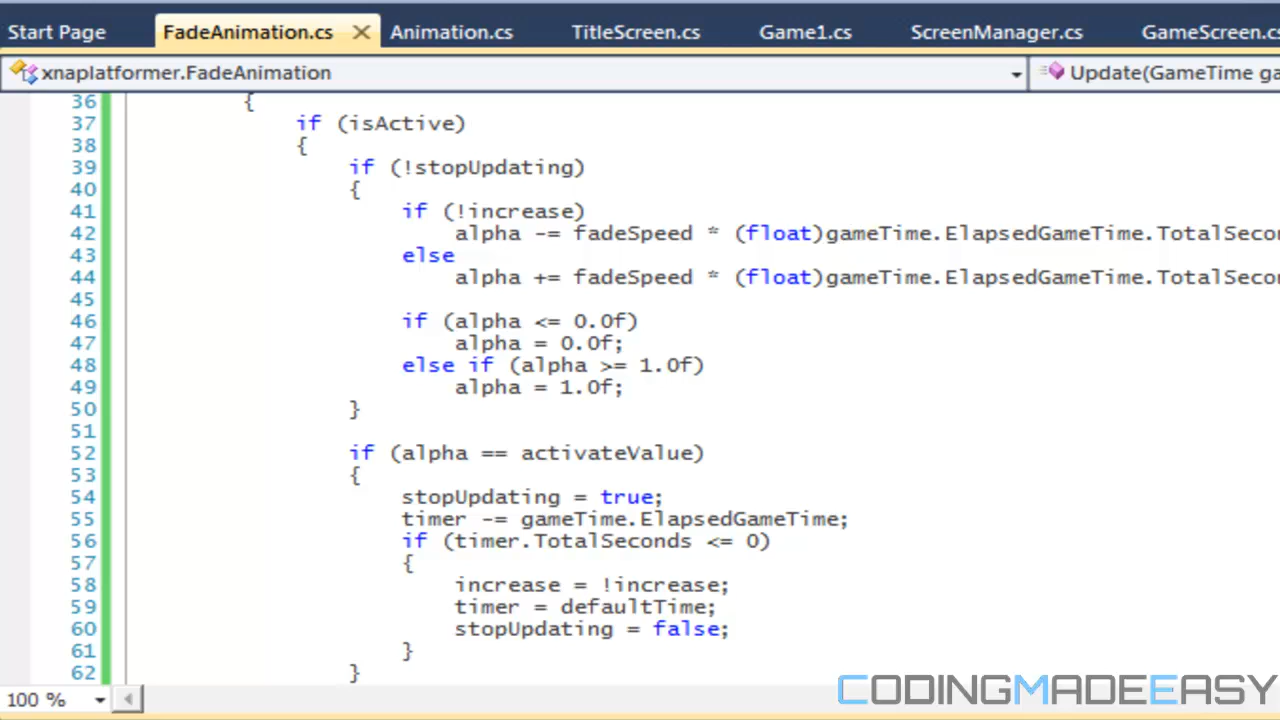 Start Page FadeAnimation.cs Animation.cs TitleScreen.cs Game1.cs ScreenManager.cs GameScreen.cs
xnaplatformer.FadeAnimation Update(GameTime ga
36 {
37 if (isActive)
38 {
39 if (!stopUpdating)
40 {
41 if (!increase)
42 alpha -= fadeSpeed * (float)gameTime.ElapsedGameTime.TotalSecon
43 else
44 alpha += fadeSpeed * (float)gameTime.ElapsedGameTime.TotalSecon
45
46 if (alpha <= 0.0f)
47 alpha = 0.0f;
48 else if (alpha >= 1.0f)
49 alpha = 1.0f;
50 }
51
52 if (alpha == activateValue)
53 {
54 stopUpdating = true;
55 timer -= gameTime.ElapsedGameTime;
56 if (timer.TotalSeconds <= 0)
57 {
58 increase = !increase;
59 timer = defaultTime;
60 stopUpdating = false;
61 }
62 }
100 %
CODINGMADEEASY